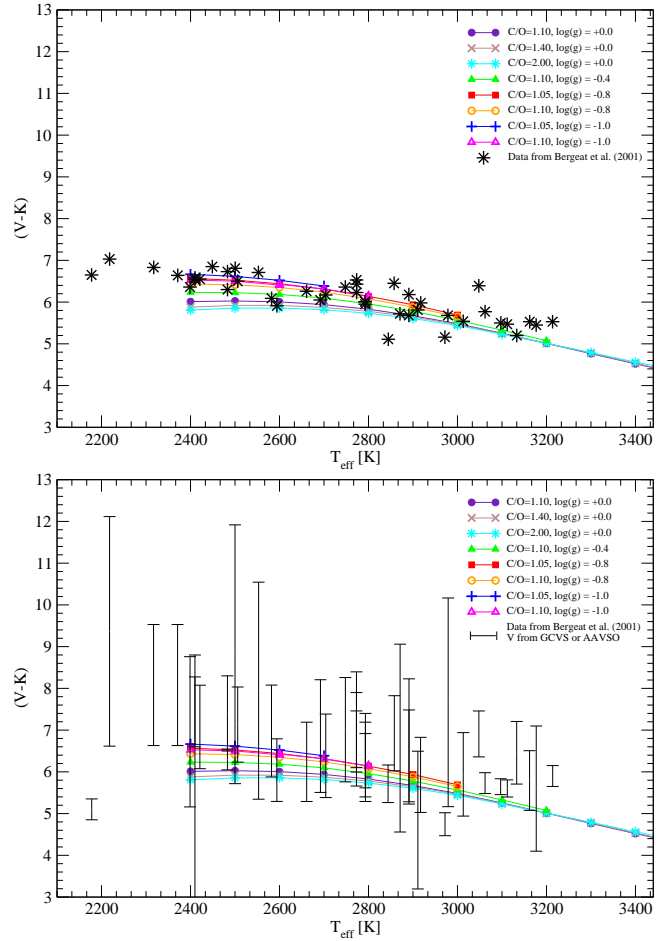 13
12
11
10
9
8
7
6
5
4
3
(V-K)
C/O=1.10, log(g) = +0.0
C/O=1.40, log(g) = +0.0
C/O=2.00, log(g) = +0.0
C/O=1.10, log(g) = -0.4
C/O=1.05, log(g) = -0.8
C/O=1.10, log(g) = -0.8
C/O=1.05, log(g) = -1.0
C/O=1.10, log(g) = -1.0
Data from Bergeat et al. (2001)
2200 2400 2600 2800 3000 3200 3400
T_eff [K]
13
12
11
10
9
8
7
6
5
4
3
(V-K)
C/O=1.10, log(g) = +0.0
C/O=1.40, log(g) = +0.0
C/O=2.00, log(g) = +0.0
C/O=1.10, log(g) = -0.4
C/O=1.05, log(g) = -0.8
C/O=1.10, log(g) = -0.8
C/O=1.05, log(g) = -1.0
C/O=1.10, log(g) = -1.0
Data from Bergeat et al. (2001)
V from GCVS or AAVSO
2200 2400 2600 2800 3000 3200 3400
T_eff [K]